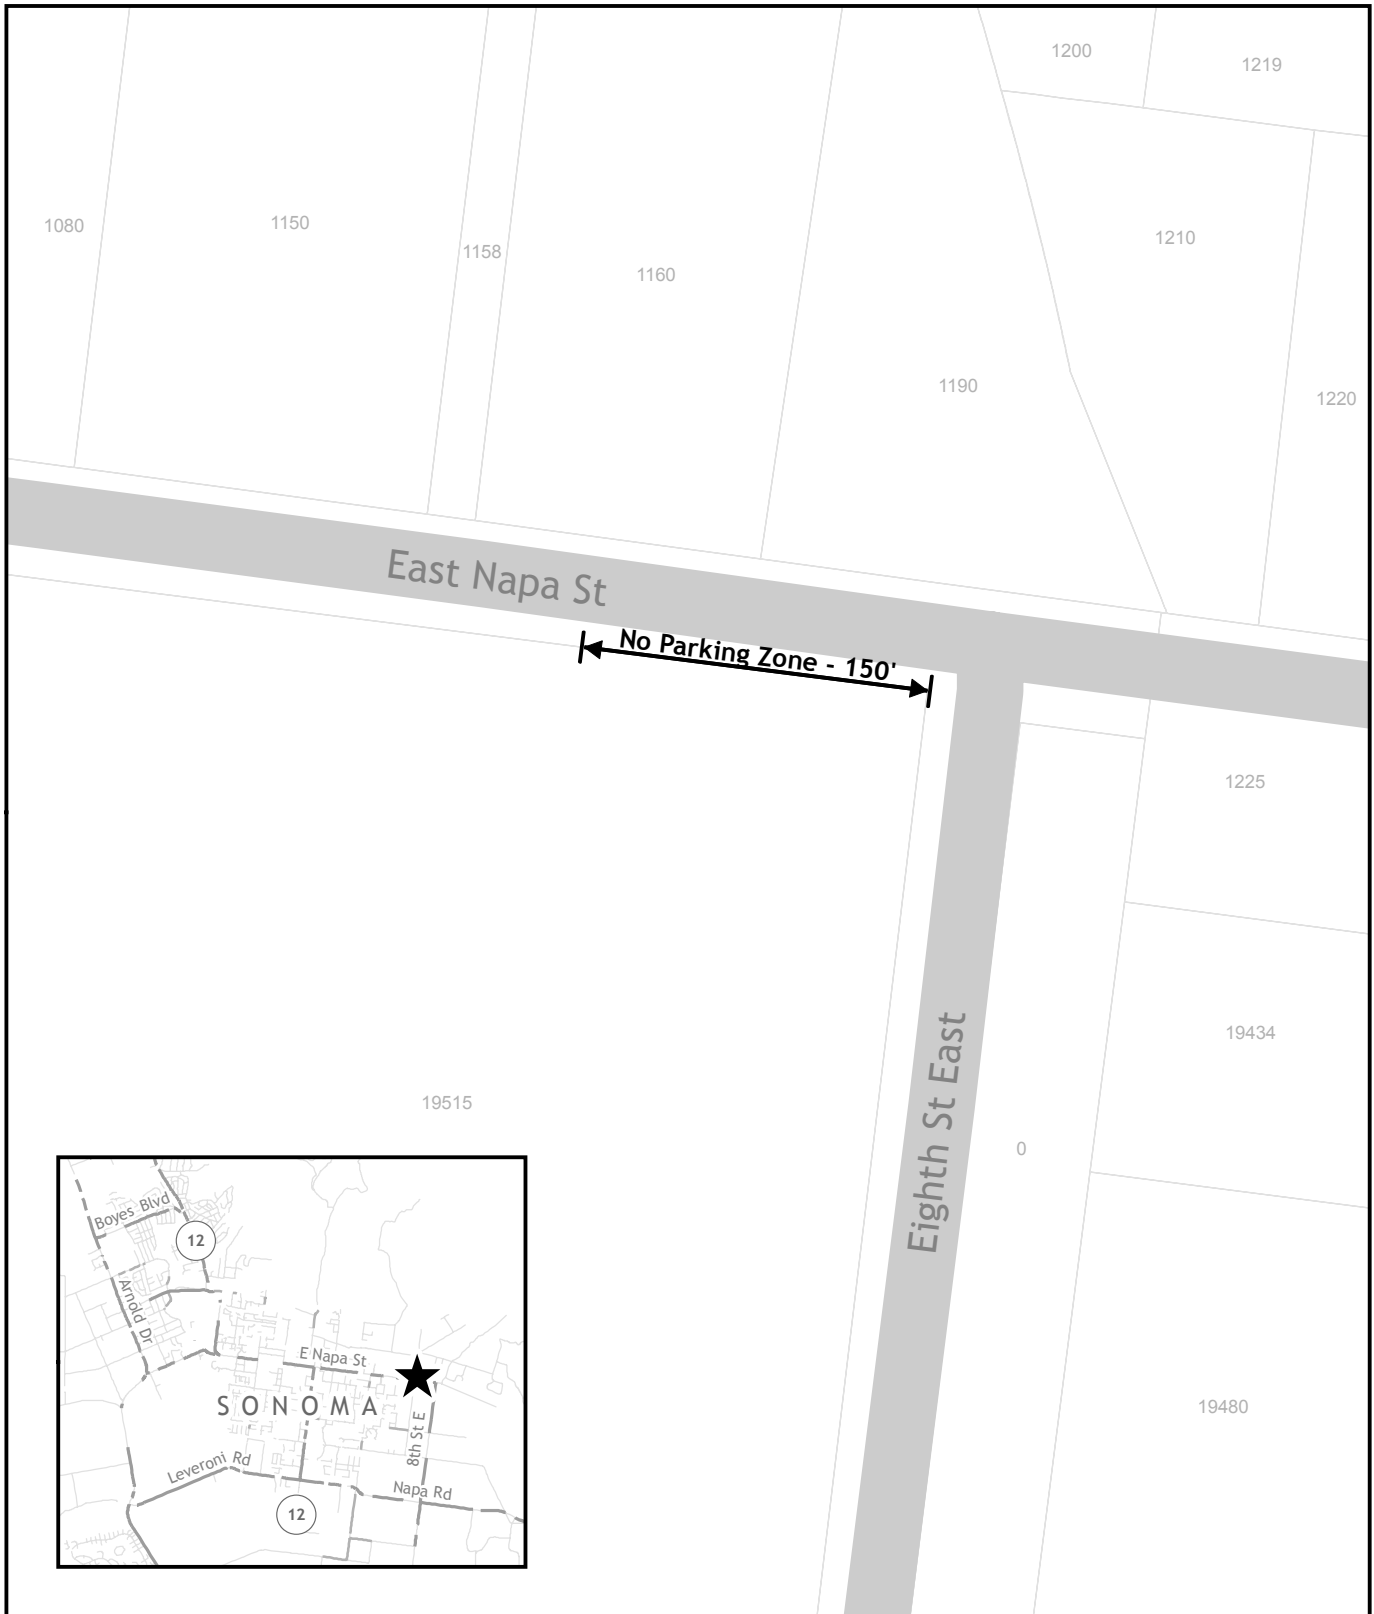 1200
1219
1080
1150
1158
1160
1210
1190
1220
East Napa St
No Parking Zone - 150'
1225
19434
Eighth St East
19515
0
19480
Boyes Blvd
12
Arnold Dr
E Napa St
SONOMA
8th St E
Leveroni Rd
Napa Rd
12